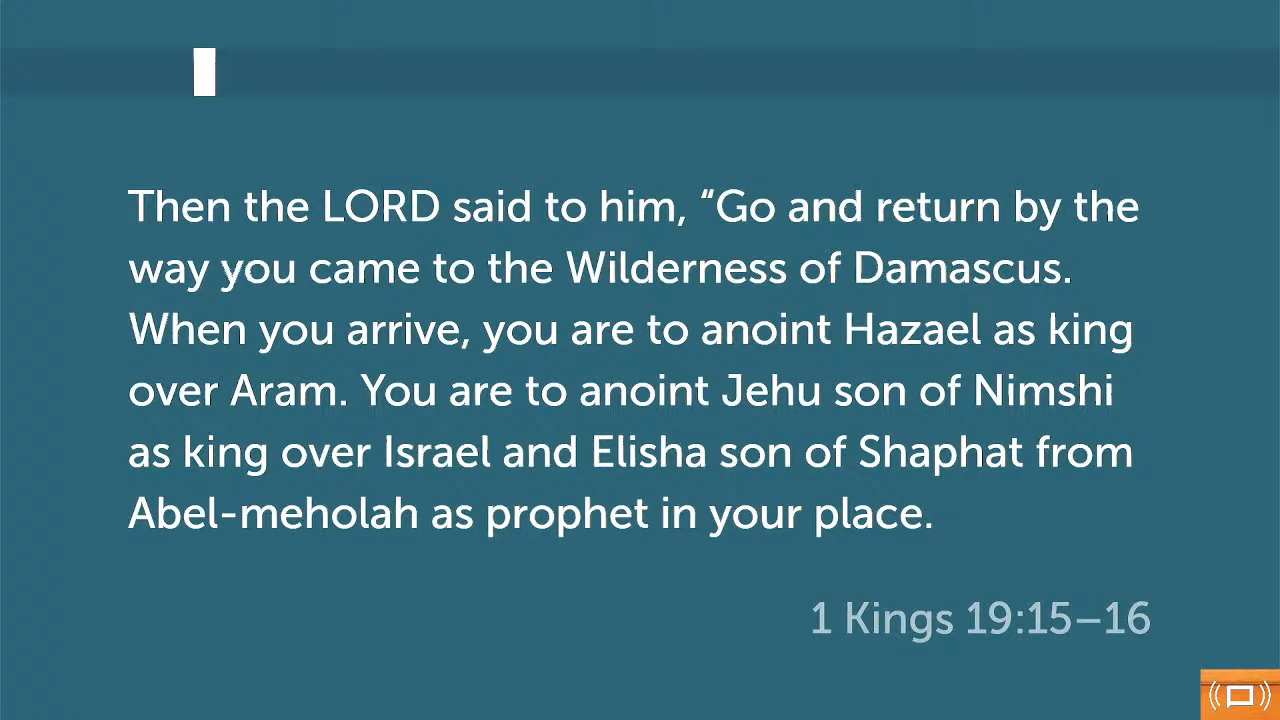 Then the LORD said to him, “Go and return by the
way you came to the Wilderness of Damascus.
When you arrive, you are to anoint Hazael as king
over Aram. You are to anoint Jehu son of Nimshi
as king over Israel and Elisha son of Shaphat from
Abel-meholah as prophet in your place.
1 Kings 19:15–16